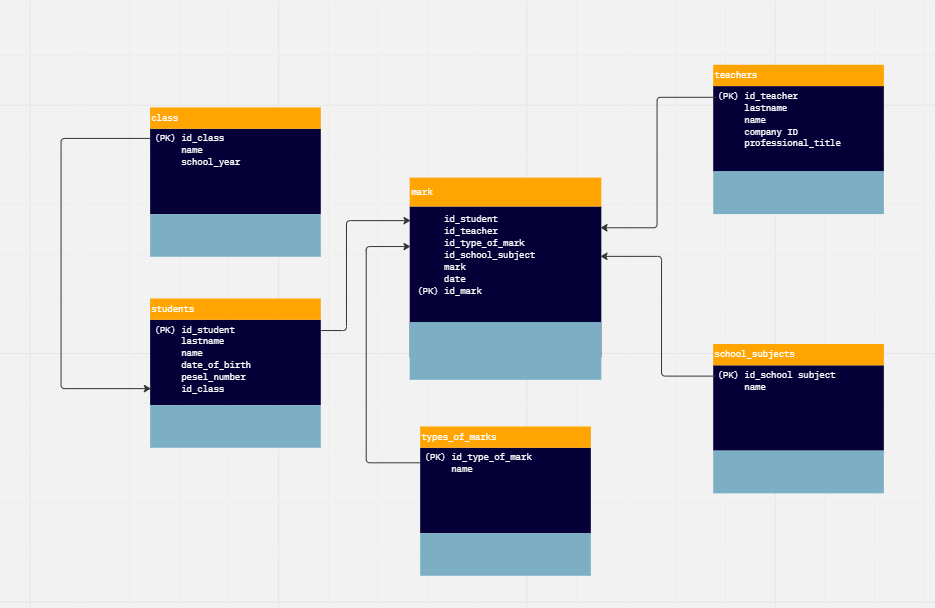 class
(PK) id_class
name
school_year
students
(PK) id_student
lastname
name
date_of_birth
pesel_number
id_class
mark
id_student
id_teacher
id_type_of_mark
id_school_subject
mark
date
(PK) id_mark
types_of_marks
(PK) id_type_of_mark
name
teachers
(PK) id_teacher
lastname
name
company ID
professional_title
school_subjects
(PK) id_school subject
name